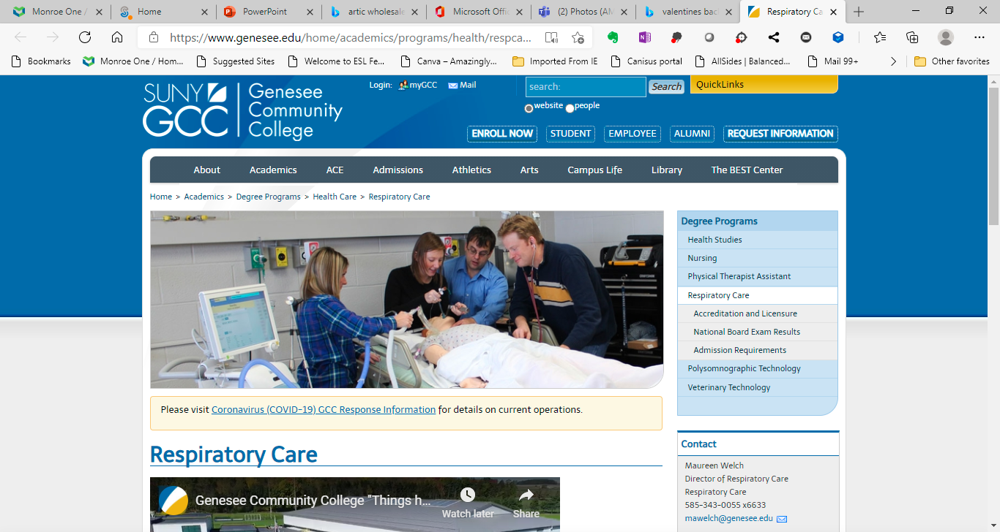 Monroe One /
Home
PowerPoint
artic wholesale
Microsoft Offic
(2) Photos (AM
valentines bac
Respiratory Ca
https://www.genesee.edu/home/academics/programs/health/respca...
Bookmarks
Monroe One / Hom...
Suggested Sites
Welcome to ESL Fe...
Canva – Amazingly...
Imported From IE
Canisus portal
AllSides | Balanced...
Mail 99+
Other favorites
SUNY
GCC
Genesee
Community
College
Login: myGCC Mail
search:
Search
QuickLinks
website people
ENROLL NOW STUDENT EMPLOYEE ALUMNI REQUEST INFORMATION
About Academics ACE Admissions Athletics Arts Campus Life Library The BEST Center
Home > Academics > Degree Programs > Health Care > Respiratory Care
Degree Programs
Health Studies
Nursing
Physical Therapist Assistant
Respiratory Care
Accreditation and Licensure
National Board Exam Results
Admission Requirements
Polysomnographic Technology
Veterinary Technology
Please visit Coronavirus (COVID-19) GCC Response Information for details on current operations.
Respiratory Care
Genesee Community College "Things h...
Watch later
Share
Contact
Maureen Welch
Director of Respiratory Care
Respiratory Care
585-343-0055 x6633
mawelch@genesee.edu